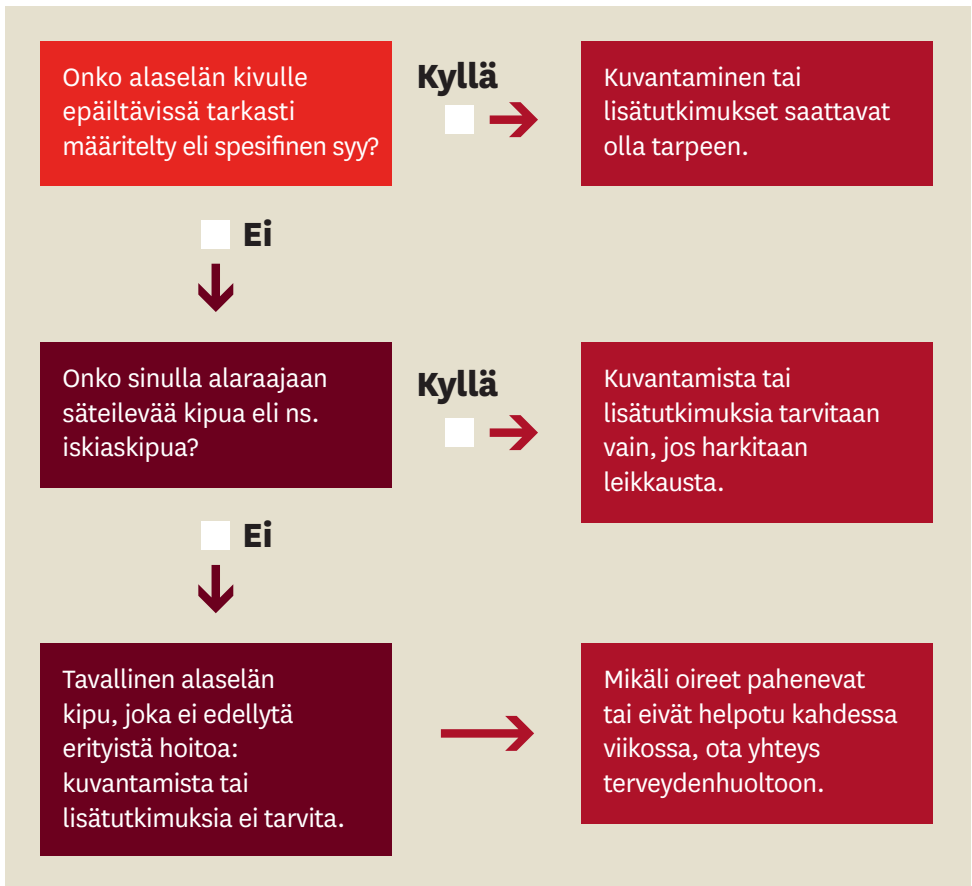 Onko alaselän kivulle
epäiltävissä tarkasti
määritelty eli spesifinen syy?
Kyllä
Kuvantaminen tai
lisätutkimukset saattavat
olla tarpeen.
Ei
Onko sinulla alaraajaan
säteilevää kipua eli ns.
iskiaskipua?
Kyllä
Kuvantamista tai
lisätutkimuksia tarvitaan
vain, jos harkitaan
leikkausta.
Ei
Tavallinen alaselän
kipu, joka ei edellytä
erityistä hoitoa:
kuvantamista tai
lisätutkimuksia ei tarvita.
Mikäli oireet pahenevat
tai eivät helpotu kahdessa
viikossa, ota yhteys
terveydenhuoltoon.